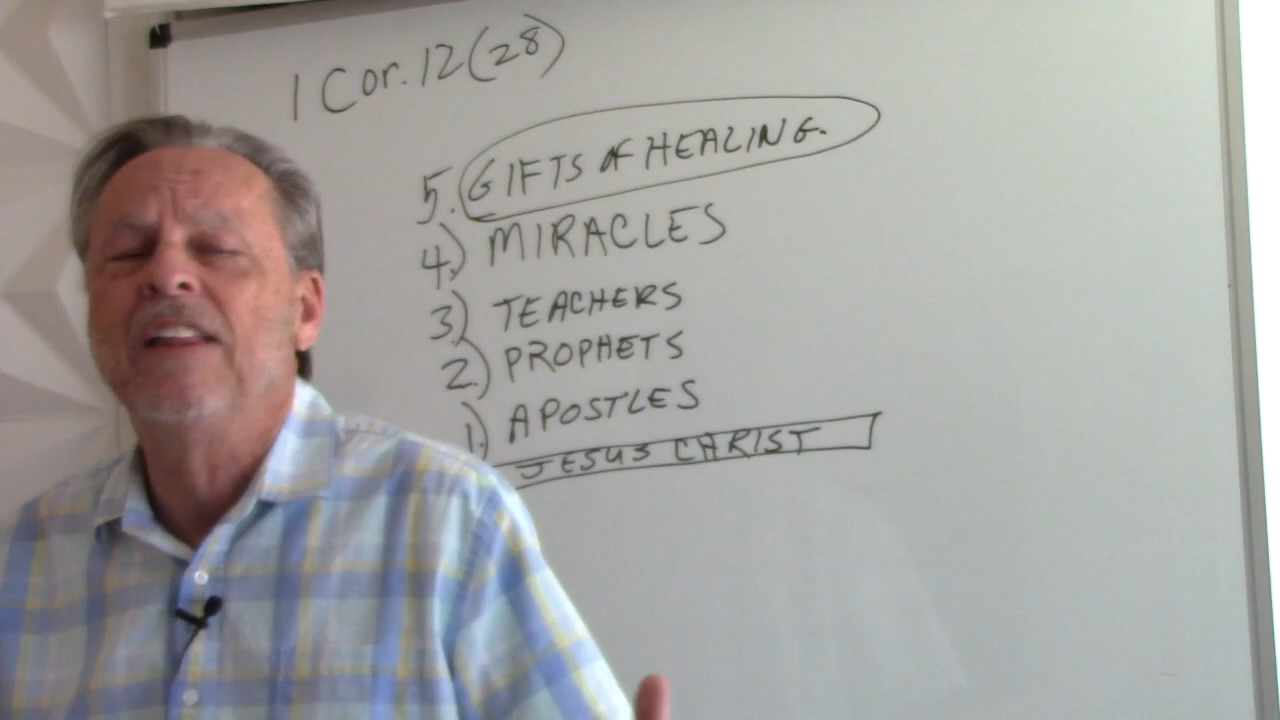 1 Cor. 12 (28)
5. GIFTS OF HEALING.
4.) MIRACLES
3.) TEACHERS
2.) PROPHETS
1.) APOSTLES
JESUS CHRIST